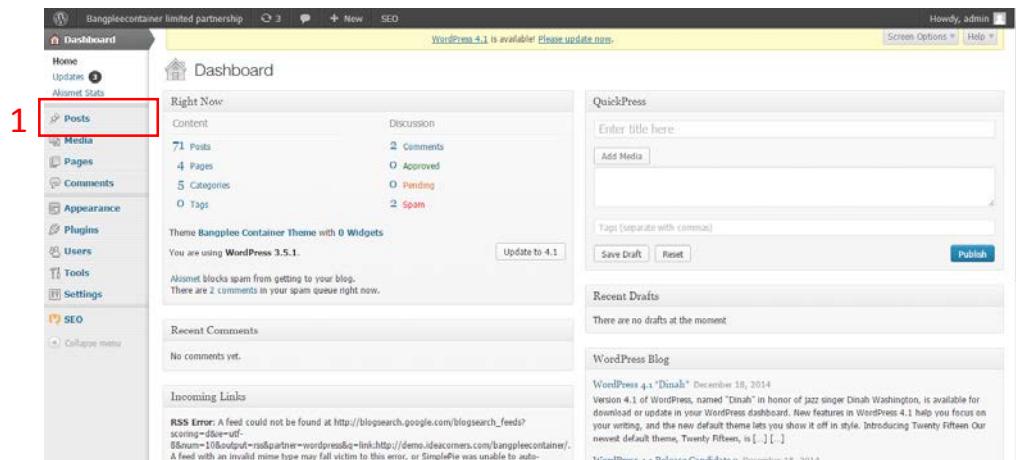 Bangpleecontainer limited partnership 3 + New SEO Howdy, admin
Dashboard
WordPress 4.1 is available! Please update now.
Screen Options Help
Home
Updates 3
Akismet Stats
1
Posts
Media
Pages
Comments
Appearance
Plugins
Users
Tools
Settings
SEO
Collapse menu
Dashboard
Right Now
Content Discussion
71 Posts 2 Comments
4 Pages 0 Approved
5 Categories 0 Pending
0 Tags 2 Spam
Theme Bangplee Container Theme with 0 Widgets
You are using WordPress 3.5.1. Update to 4.1
Akismet blocks spam from getting to your blog.
There are 2 comments in your spam queue right now.
Recent Comments
No comments yet.
Incoming Links
RSS Error: A feed could not be found at http://blogsearch.google.com/blogsearch_feeds?
scoring=d&ie=utf-
8&num=10&output=rss&partner=wordpress&q=link:http://demo.ideacorners.com/bangpleecontainer/.
A feed with an invalid mime type may fall victim to this error, or SimplePie was unable to auto-
QuickPress
Enter title here
Add Media
Tags (separate with commas)
Save Draft Reset Publish
Recent Drafts
There are no drafts at the moment
WordPress Blog
WordPress 4.1 "Dinah" December 18, 2014
Version 4.1 of WordPress, named "Dinah" in honor of jazz singer Dinah Washington, is available for
download or update in your WordPress dashboard. New features in WordPress 4.1 help you focus on
your writing, and the new default theme lets you show it off in style. Introducing Twenty Fifteen Our
newest default theme, Twenty Fifteen, is […] […]
WordPress 4.1 Release Candidate December 18, 2014